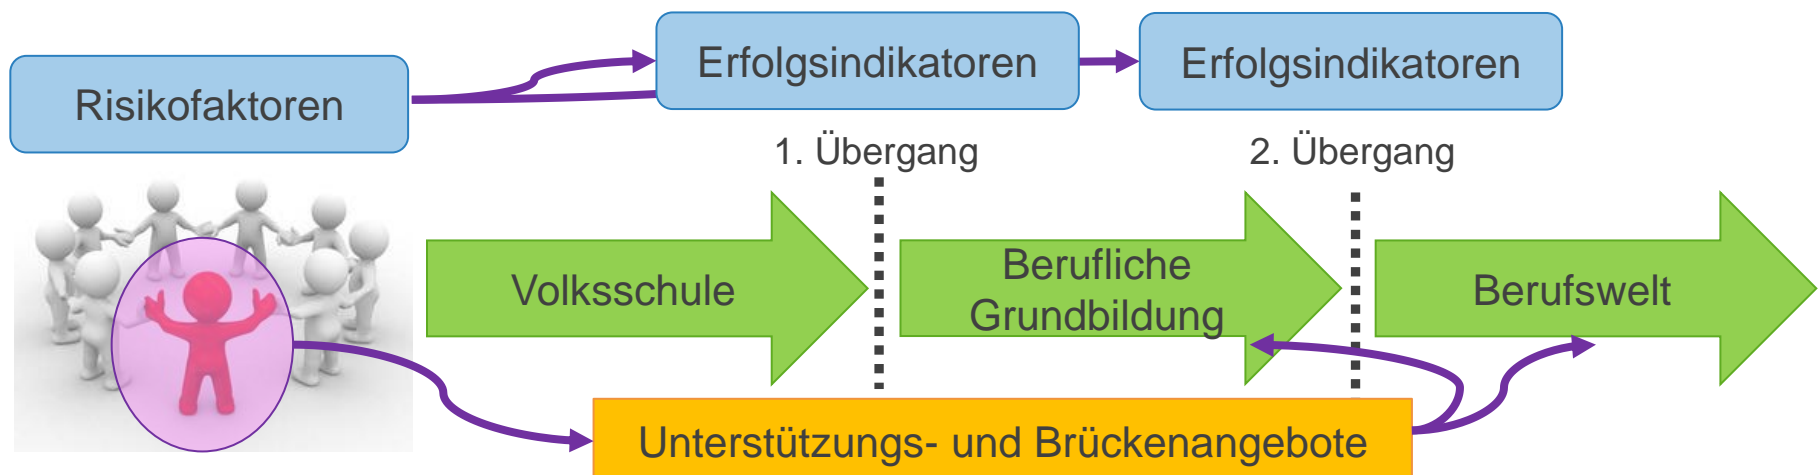 Risikofaktoren
Erfolgsindikatoren
Erfolgsindikatoren
1. Übergang
2. Übergang
Volksschule
Berufliche
Grundbildung
Berufswelt
Unterstützungs- und Brückenangebote